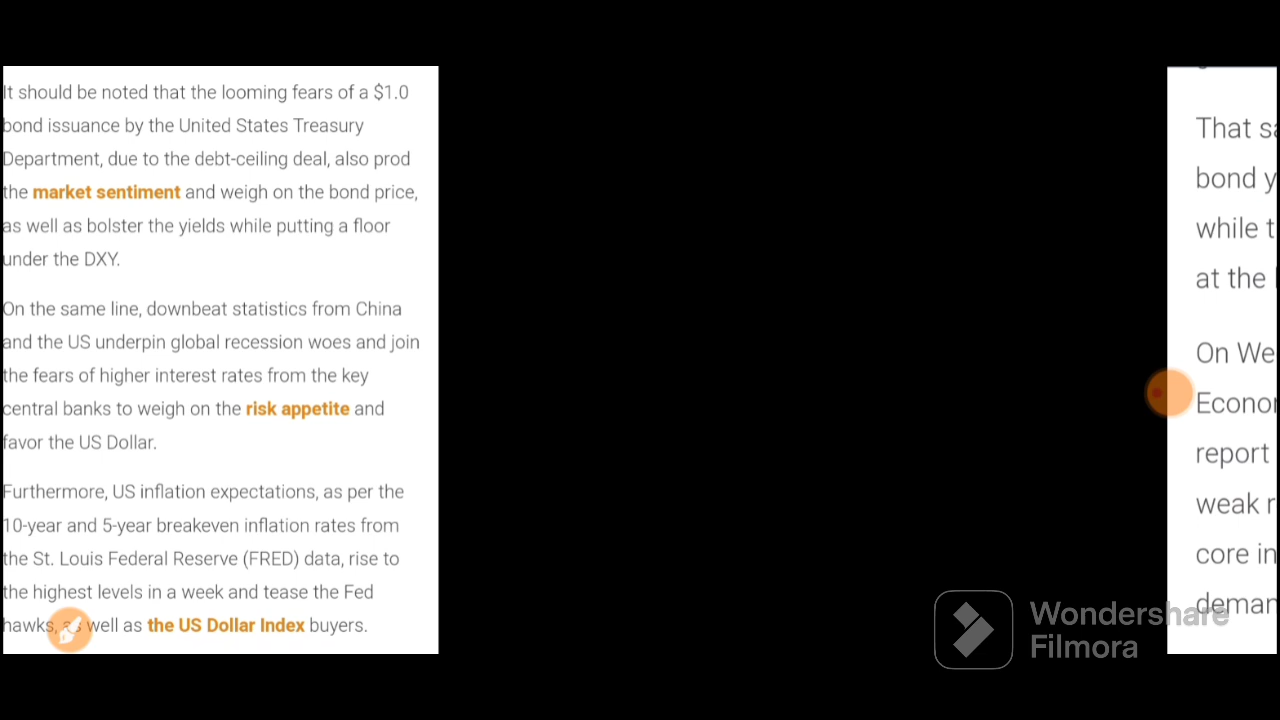 It should be noted that the looming fears of a $1.0
bond issuance by the United States Treasury
Department, due to the debt-ceiling deal, also prod
the market sentiment and weigh on the bond price,
as well as bolster the yields while putting a floor
under the DXY.
On the same line, downbeat statistics from China
and the US underpin global recession woes and join
the fears of higher interest rates from the key
central banks to weigh on the risk appetite and
favor the US Dollar.
Furthermore, US inflation expectations, as per the
10-year and 5-year breakeven inflation rates from
the St. Louis Federal Reserve (FRED) data, rise to
the highest levels in a week and tease the Fed
hawks, as well as the US Dollar Index buyers.
That
bond
while
at the
On
report
weak
core
Wondershare
Filmora